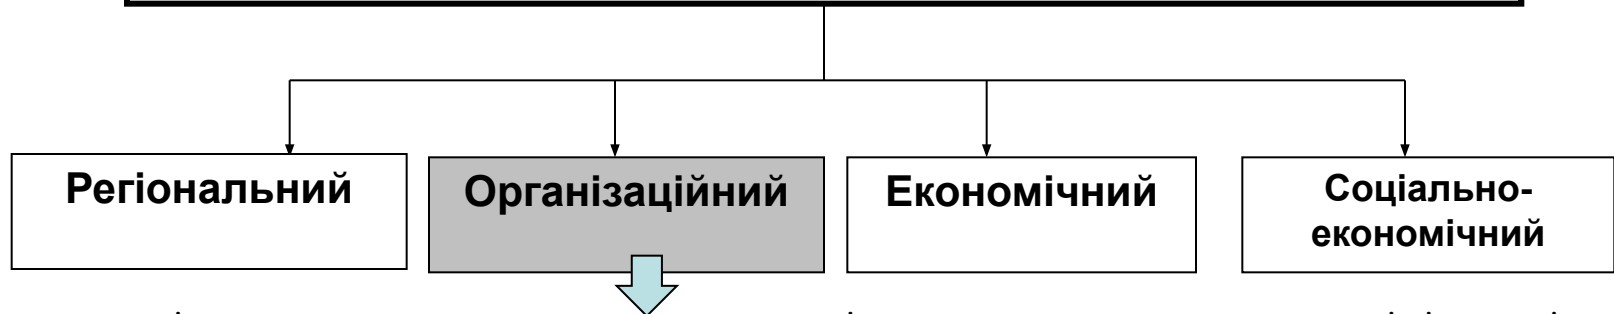 Регіональний
Організаційний
Економічний
Соціально-
економічний